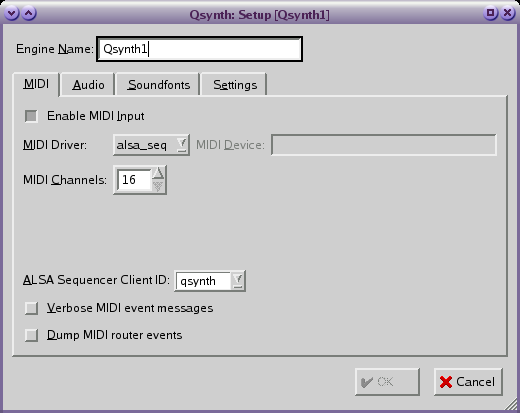 Qsynth: Setup [Qsynth1]
Engine Name: Qsynth1
MIDI Audio Soundfonts Settings
Enable MIDI Input
MIDI Driver: alsa_seq MIDI Device:
MIDI Channels: 16
ALSA Sequencer Client ID: qsynth
Verbose MIDI event messages
Dump MIDI router events
OK Cancel